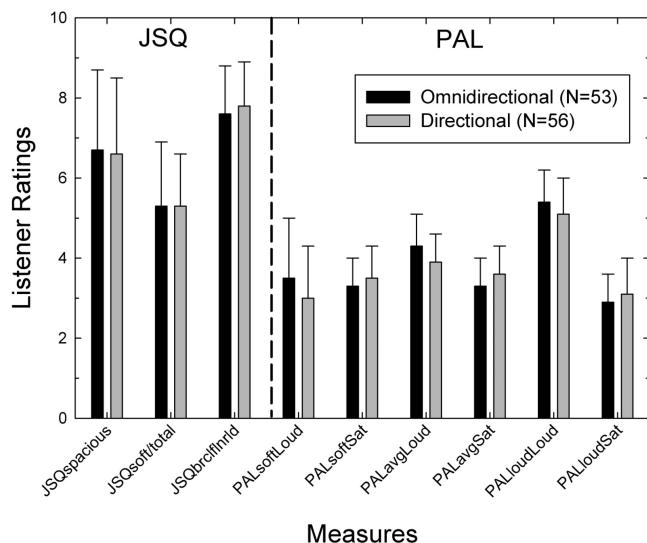 JSQ
PAL
Omnidirectional (N=53)
Directional (N=56)
Listener Ratings
10
8
6
4
2
0
JSQspacious
JSQsoft/total
JSQbrclflnrld
PALsoftLoud
PALsoftSat
PALavgLoud
PALavgSat
PALloudLoud
PALloudSat
Measures